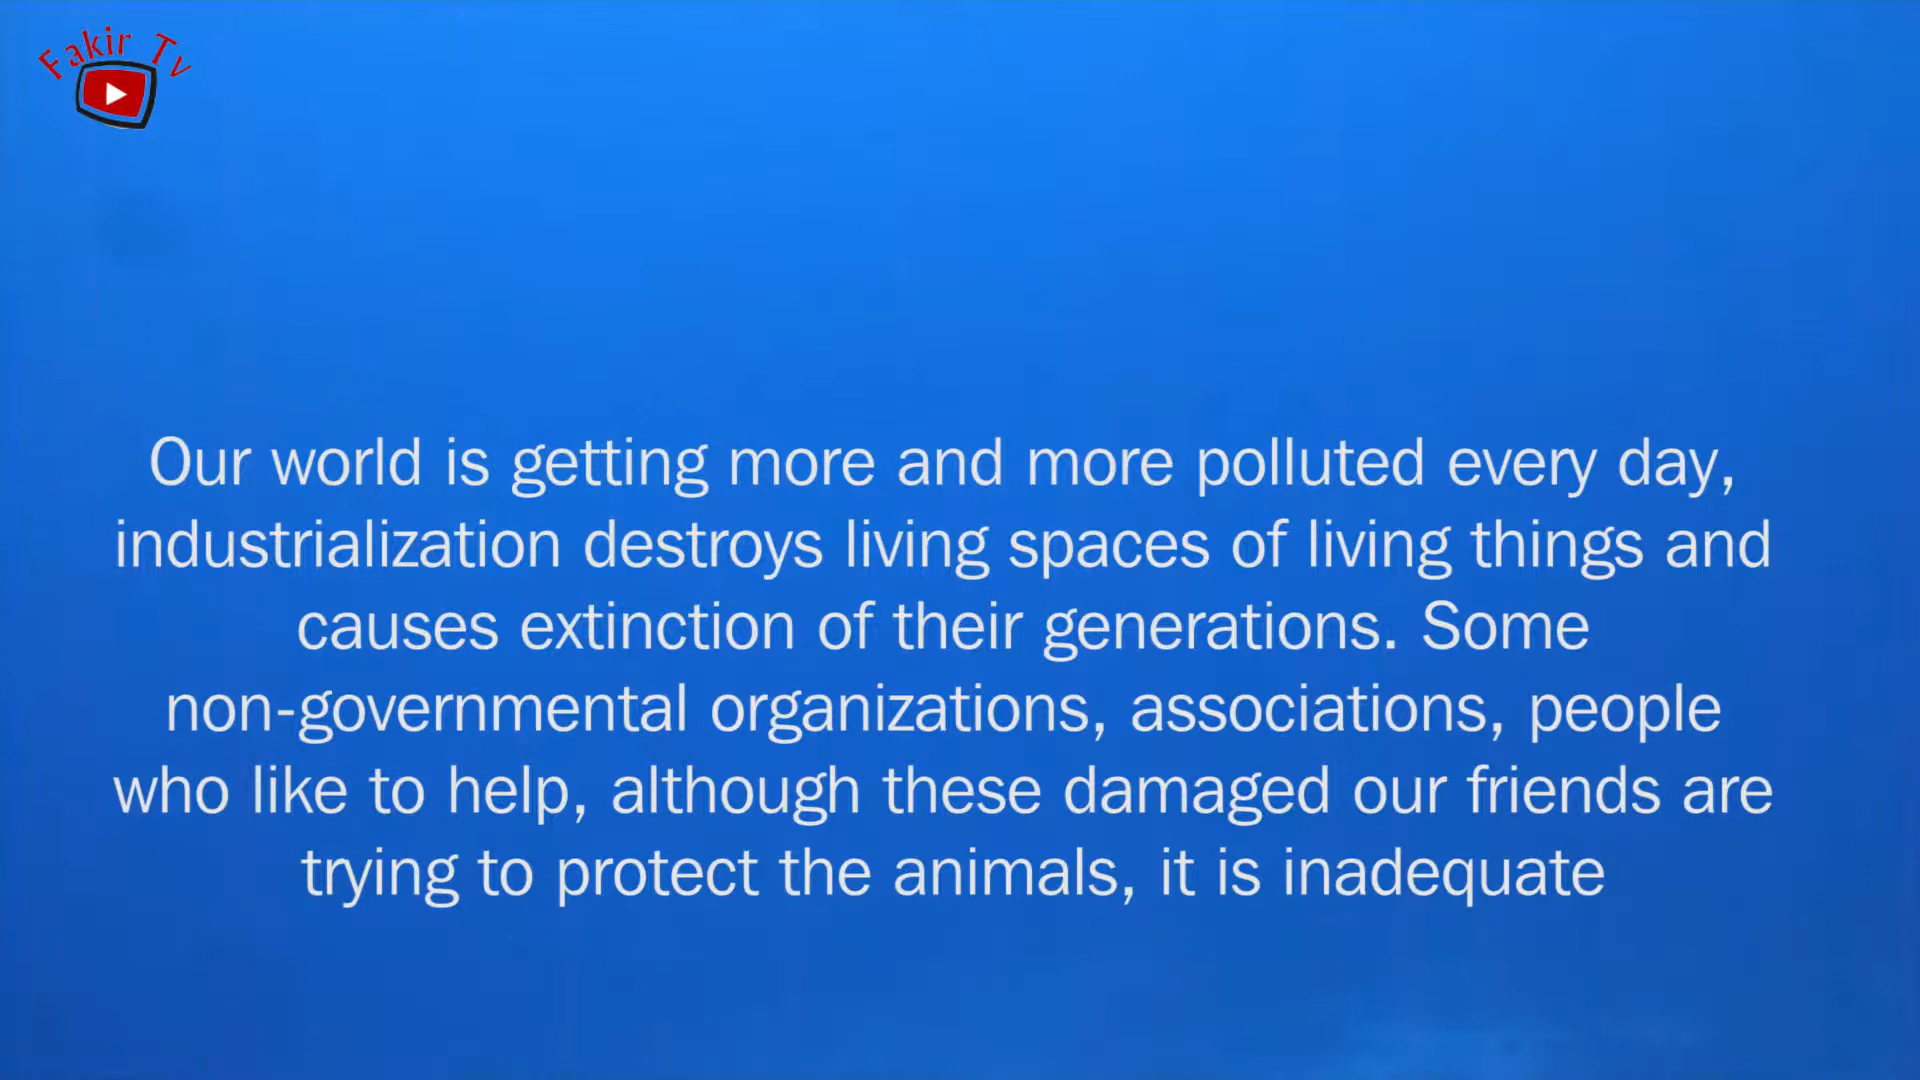 Fakir Tv
Our world is getting more and more polluted every day,
industrialization destroys living spaces of living things and
causes extinction of their generations. Some
non-governmental organizations, associations, people
who like to help, although these damaged our friends are
trying to protect the animals, it is inadequate